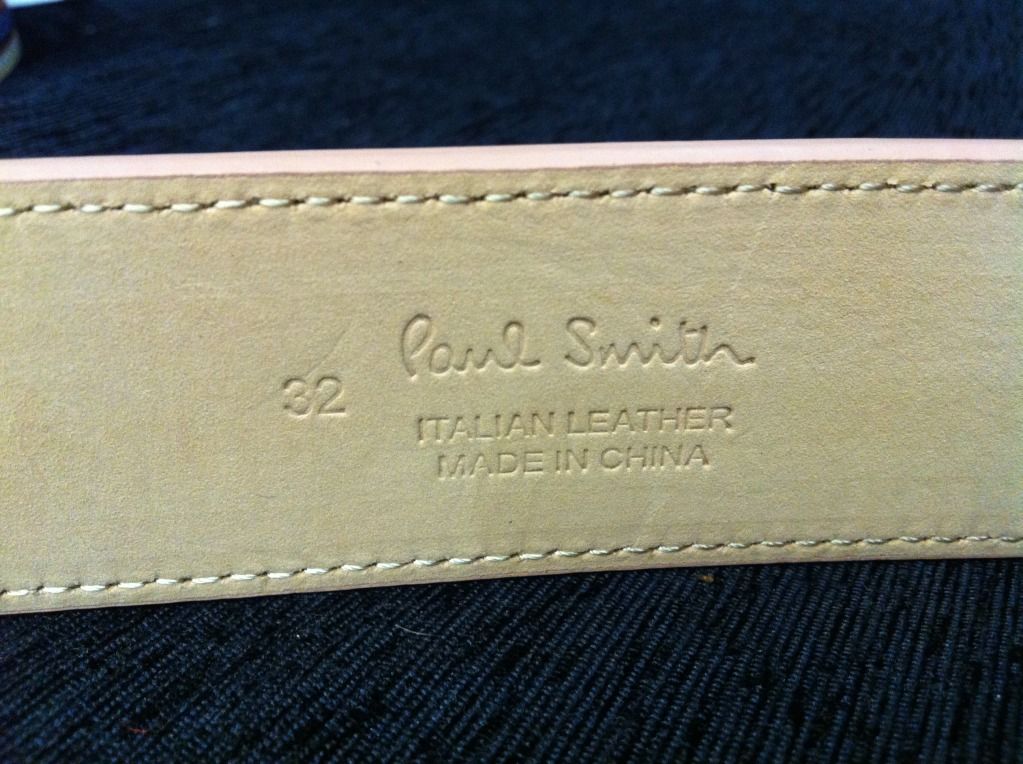 Paul Smith
32
ITALIAN LEATHER
MADE IN CHINA